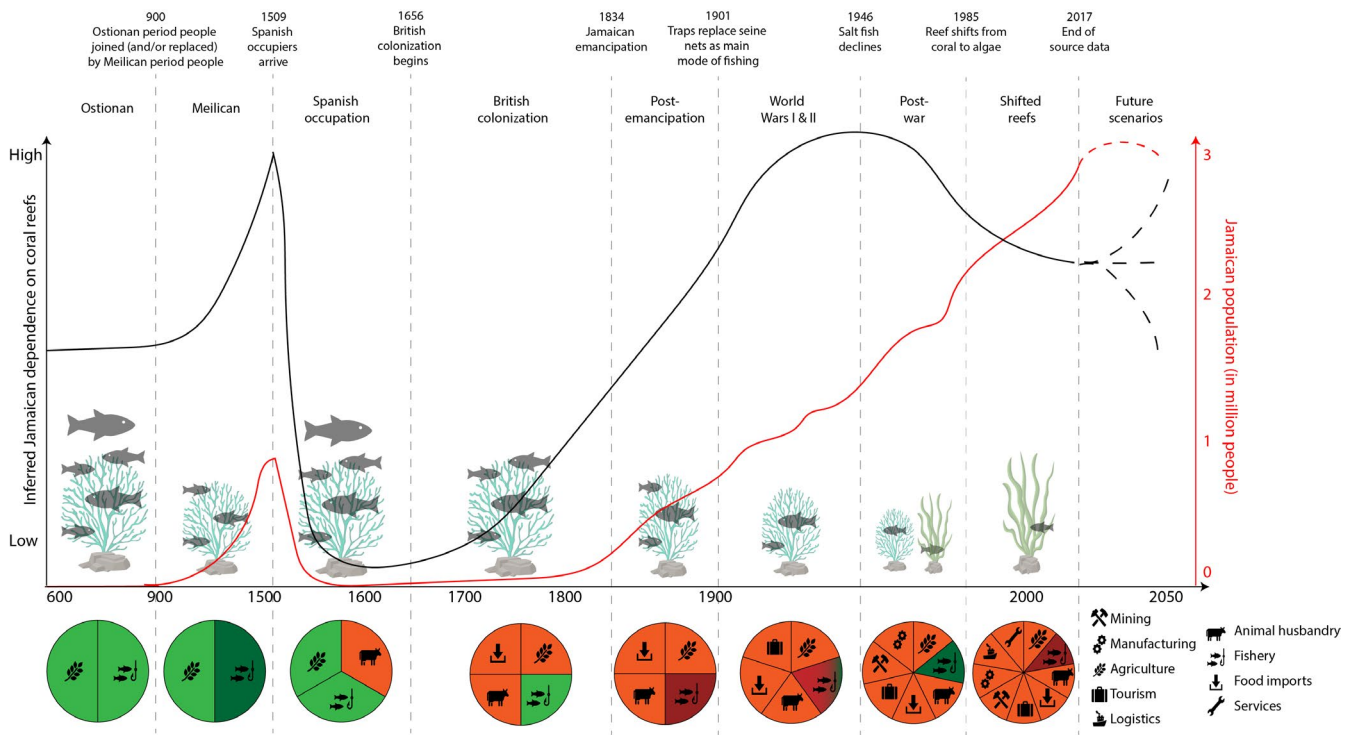 900
Ostionan period people
joined (and/or replaced)
by Meilican period people
1509
Spanish
occupiers
arrive
1656
British
colonization
begins
1834
Jamaican
emancipation
1901
Traps replace seine
nets as main
mode of fishing
1946
Salt fish
declines
1985
Reef shifts from
coral to algae
2017
End of
source data
Ostionan
Meilican
Spanish
occupation
British
colonization
Post-
emancipation
World
Wars I & II
Post-
war
Shifted
reefs
Future
scenarios
High
Low
Inferred Jamaican dependence on coral reefs
3
2
1
0
Jamaican population (in million people)
600
900
1500
1600
1700
1800
1900
2000
2050
Mining
Manufacturing
Agriculture
Tourism
Logistics
Animal husbandry
Fishery
Food imports
Services